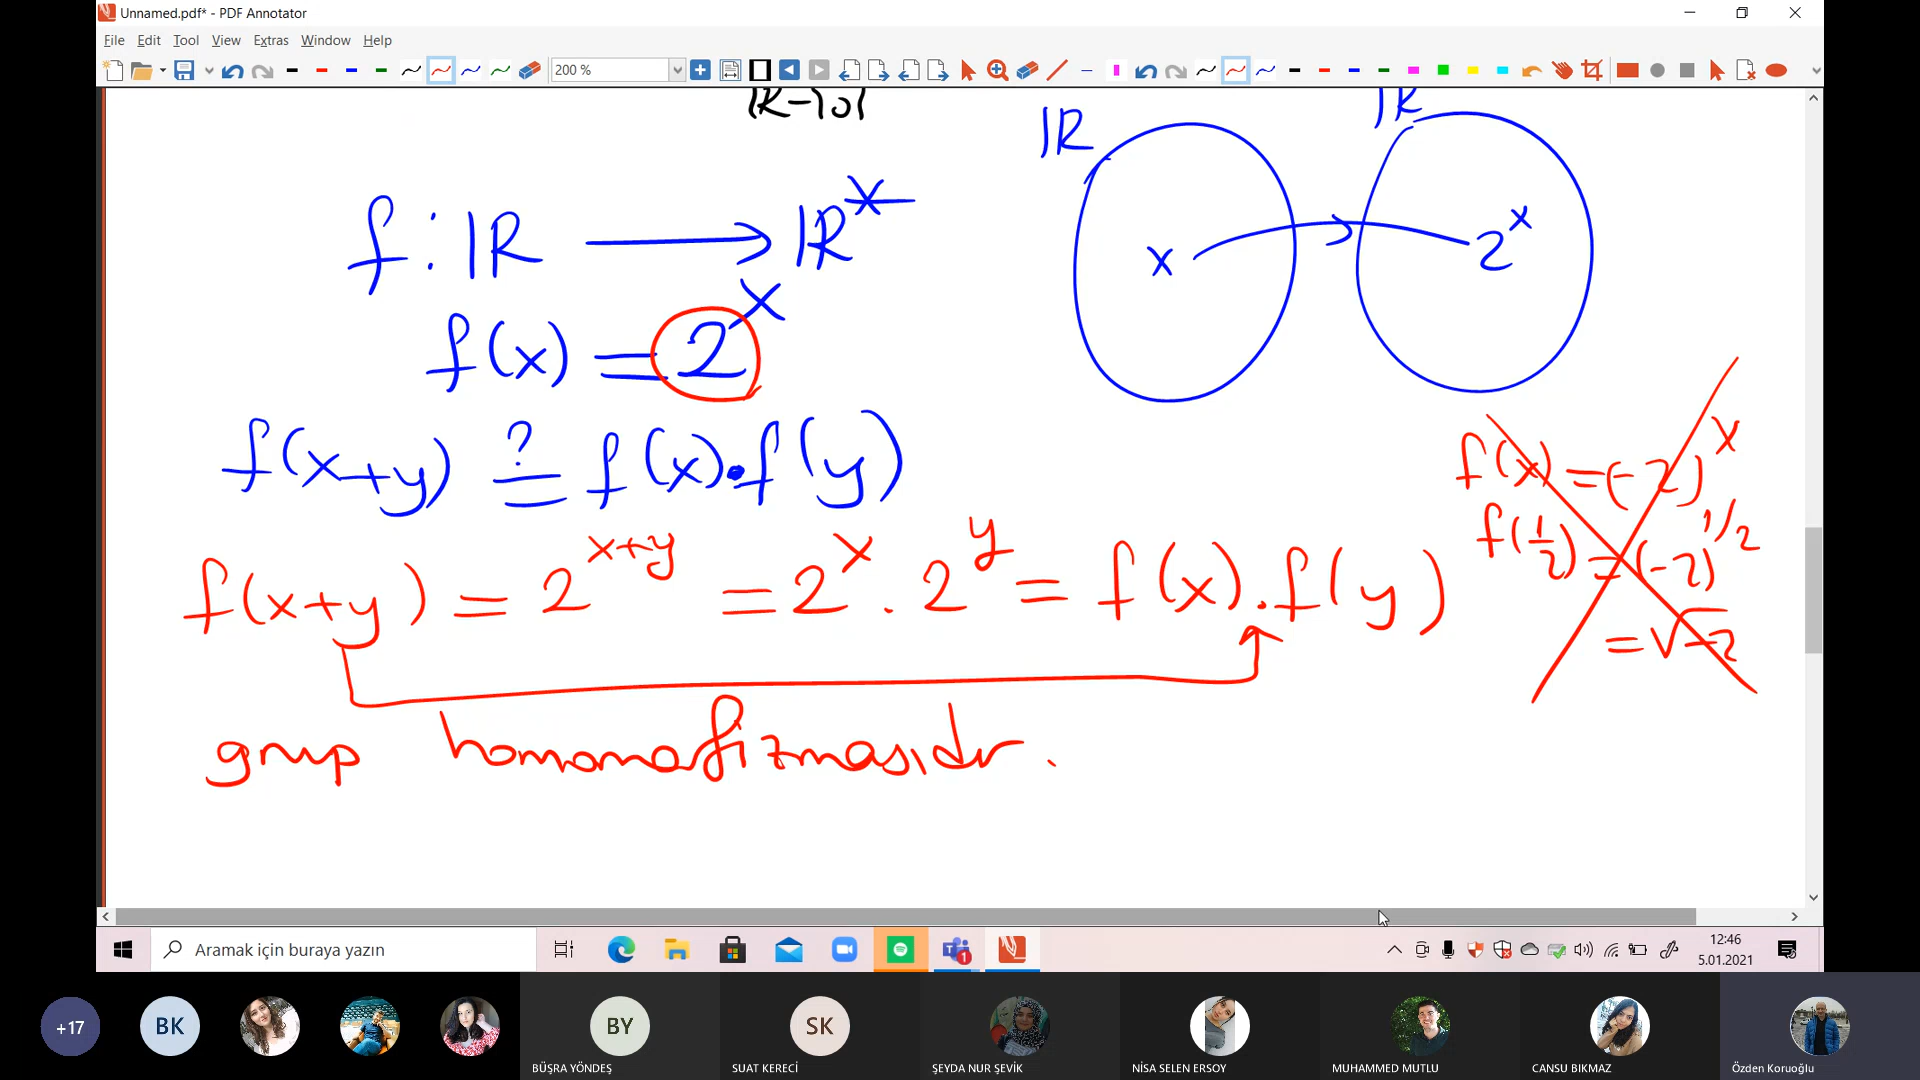 Unnamed.pdf* - PDF Annotator
File Edit Tool View Extras Window Help
200 %
ℝ-{0}
ℝ
ℝ
f : ℝ → ℝ*
x
2^x
f(x) = 2^x
f(x+y) ≟ f(x).f(y)
f(x) = (-2)^x
f(1/2) = (-2)^1/2
= √-2
f(x+y) = 2^x+y = 2^x . 2^y = f(x).f(y)
grup homomorfizmasıdır.
Aramak için buraya yazın
1
12:46
5.01.2021
+17
BK
BY
SK
BÜŞRA YÖNDEŞ
SUAT KERECİ
ŞEYDA NUR ŞEVİK
NİSA SELEN ERSOY
MUHAMMED MUTLU
CANSU BIKMAZ
Özden Koruoğlu